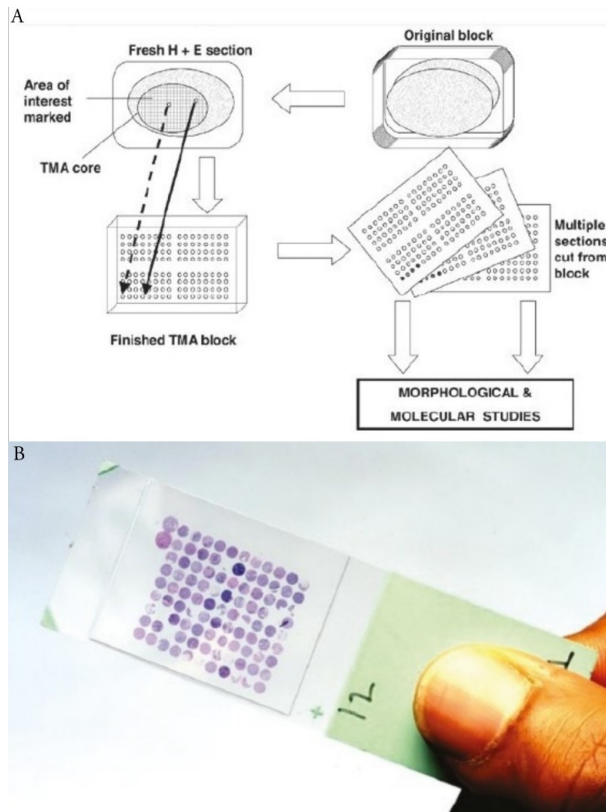 A
Original block
Fresh H + E section
Area of
interest
marked
TMA core
Multiple
sections
cut from
block
Finished TMA block
MORPHOLOGICAL &
MOLECULAR STUDIES
B
12